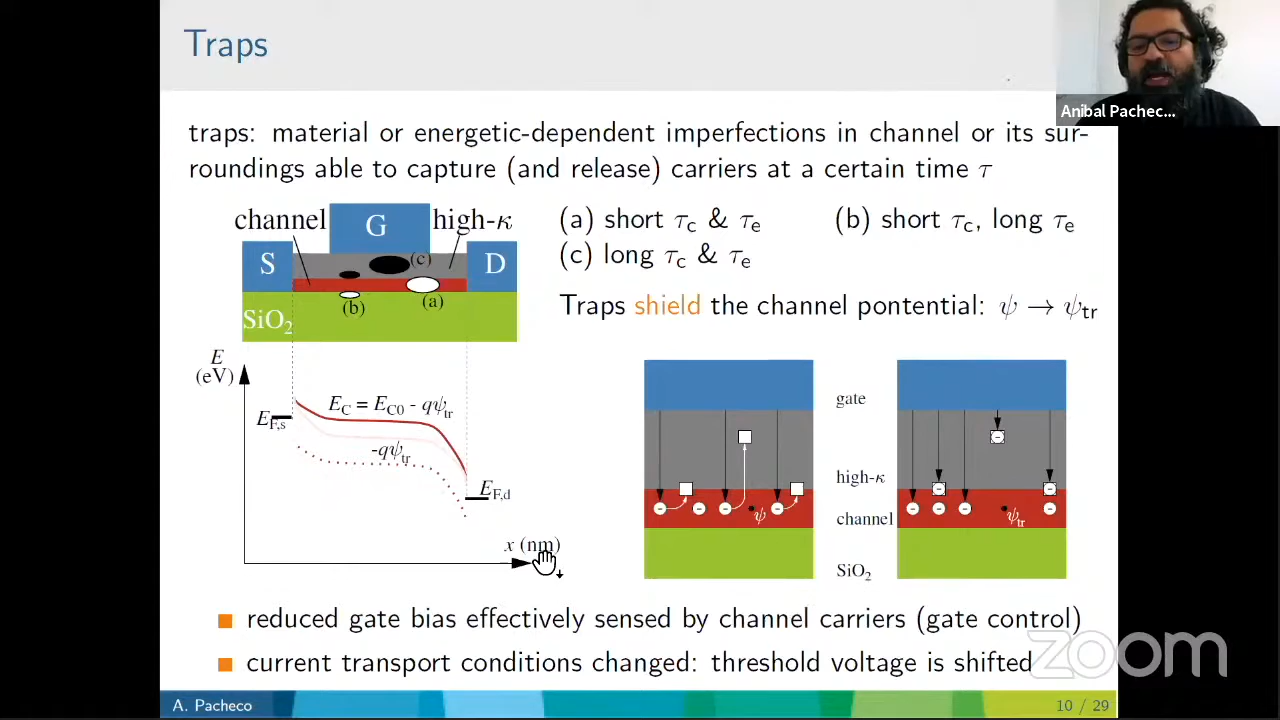 Traps
Anibal Pachec...
traps: material or energetic-dependent imperfections in channel or its sur-
roundings able to capture (and release) carriers at a certain time τ
channel G high-κ
S (c) D
(b) (a)
SiO₂
(a) short τc & τe (b) short τc, long τe
(c) long τc & τe
Traps shield the channel pontential: ψ → ψtr
E
(eV)
EC = EC0 - qψtr
EF,s
-qψtr
EF,d
x (nm)
gate
high-κ
channel
SiO₂
ψ
ψtr
reduced gate bias effectively sensed by channel carriers (gate control)
current transport conditions changed: threshold voltage is shifted
zoom
A. Pacheco 10 / 29